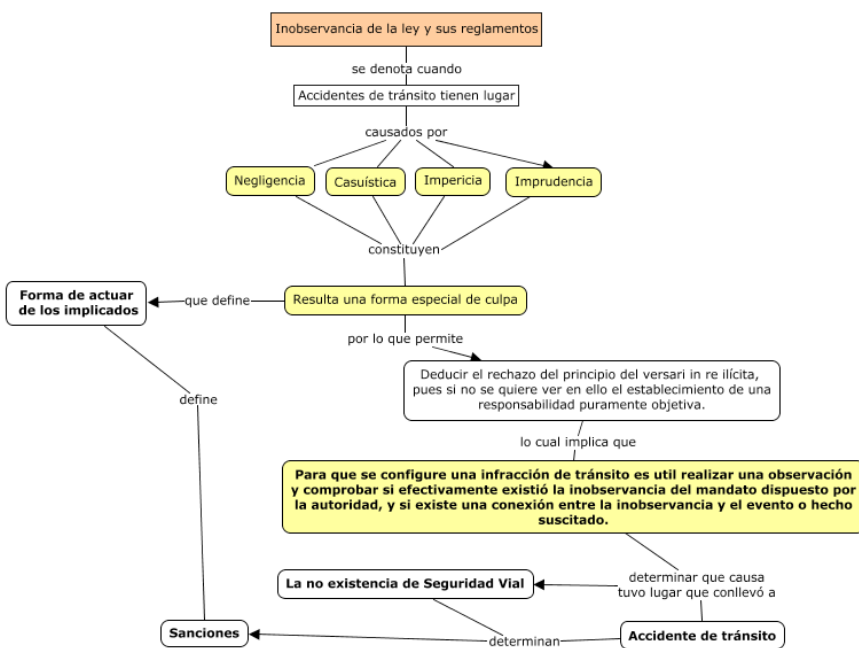 Inobservancia de la ley y sus reglamentos
se denota cuando
Accidentes de tránsito tienen lugar
causados por
Negligencia
Casuística
Impericia
Imprudencia
constituyen
Resulta una forma especial de culpa
que define
Forma de actuar
de los implicados
por lo que permite
Deducir el rechazo del principio del versari in re ilícita,
pues si no se quiere ver en ello el establecimiento de una
responsabilidad puramente objetiva.
define
lo cual implica que
Para que se configure una infracción de tránsito es util realizar una observación
y comprobar si efectivamente existió la inobservancia del mandato dispuesto por
la autoridad, y si existe una conexión entre la inobservancia y el evento o hecho
suscitado.
determinar que causa
tuvo lugar que conllevó a
La no existencia de Seguridad Vial
Sanciones
determinan
Accidente de tránsito